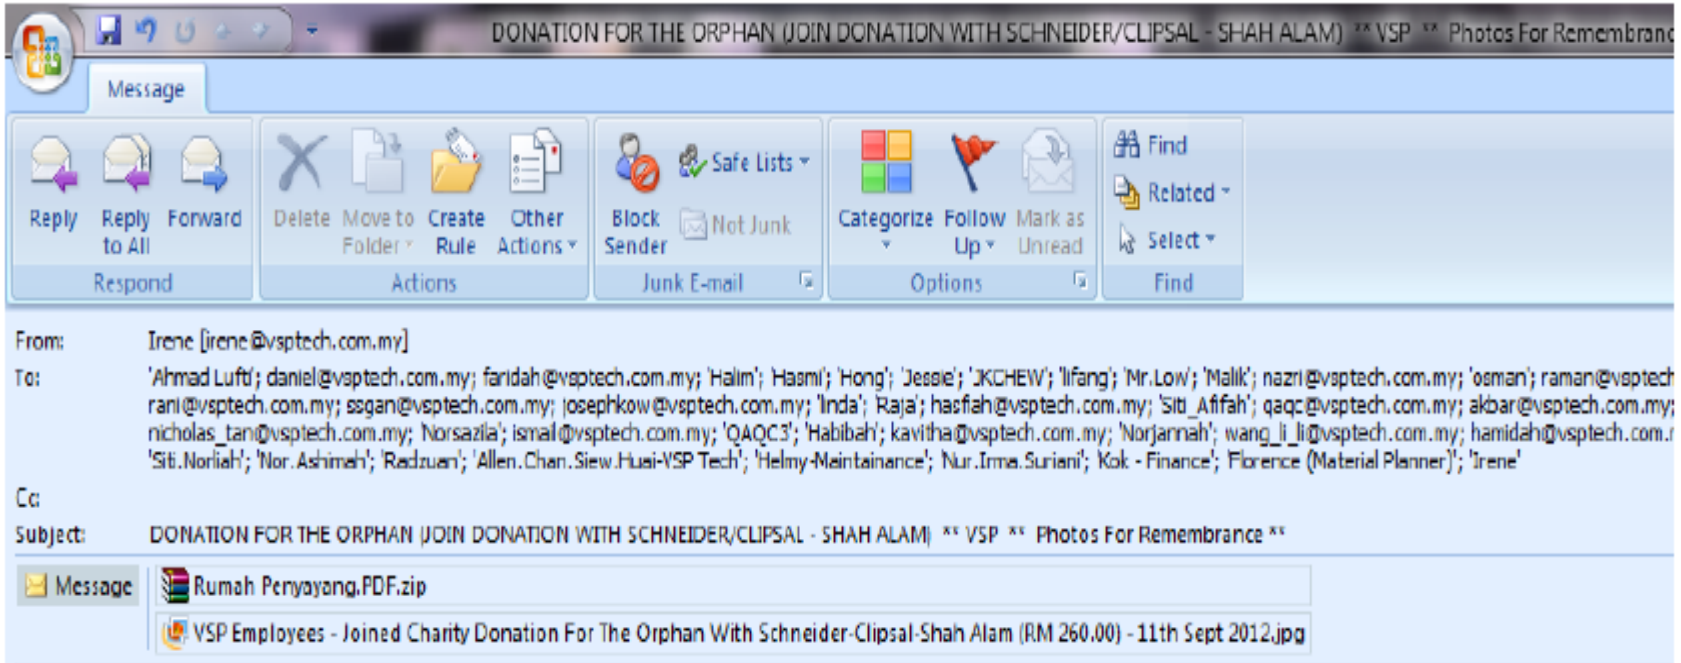 DONATION FOR THE ORPHAN (JOIN DONATION WITH SCHNEIDER/CLIPSAL - SHAH ALAM) ** VSP ** Photos For Remembranc
Message
Reply
Reply to All
Forward
Delete
Move to Folder
Create Rule
Other Actions
Block Sender
Safe Lists
Not Junk
Categorize
Follow Up
Mark as Unread
Find
Related
Select
Respond
Actions
Junk E-mail
Options
Find
From: Irene [irene@vsptech.com.my]
To: 'Ahmad Lufti'; daniel@vsptech.com.my; faridah@vsptech.com.my; 'Halim'; 'Hasmi'; 'Hong'; 'Jessie'; 'JKCHEW'; 'lifang'; 'Mr.Low'; 'Malik'; nazri@vsptech.com.my; 'osman'; raman@vsptech
rani@vsptech.com.my; ssgan@vsptech.com.my; josephkow@vsptech.com.my; 'linda'; 'Raja'; hasfiah@vsptech.com.my; 'Siti_Afifah'; qaqc@vsptech.com.my; akbar@vsptech.com.my;
nicholas_tan@vsptech.com.my; 'Norsazila'; ismail@vsptech.com.my; 'QAQC3'; 'Habibah'; kavitha@vsptech.com.my; 'Norjannah'; wang_li_li@vsptech.com.my; hamidah@vsptech.com.
'Siti.Norliah'; 'Nor.Ashimah'; 'Radzuan'; 'Allen.Chan.Siew.Huai-VSP Tech'; 'Helmy-Maintainance'; 'Nur.Irma.Suriani'; 'Kok - Finance'; 'Florence (Material Planner)'; 'Irene'
Cc:
Subject: DONATION FOR THE ORPHAN (JOIN DONATION WITH SCHNEIDER/CLIPSAL - SHAH ALAM) ** VSP ** Photos For Remembrance **
Message
Rumah Penyayang.PDF.zip
VSP Employees - Joined Charity Donation For The Orphan With Schneider-Clipsal-Shah Alam (RM 260.00) - 11th Sept 2012.jpg